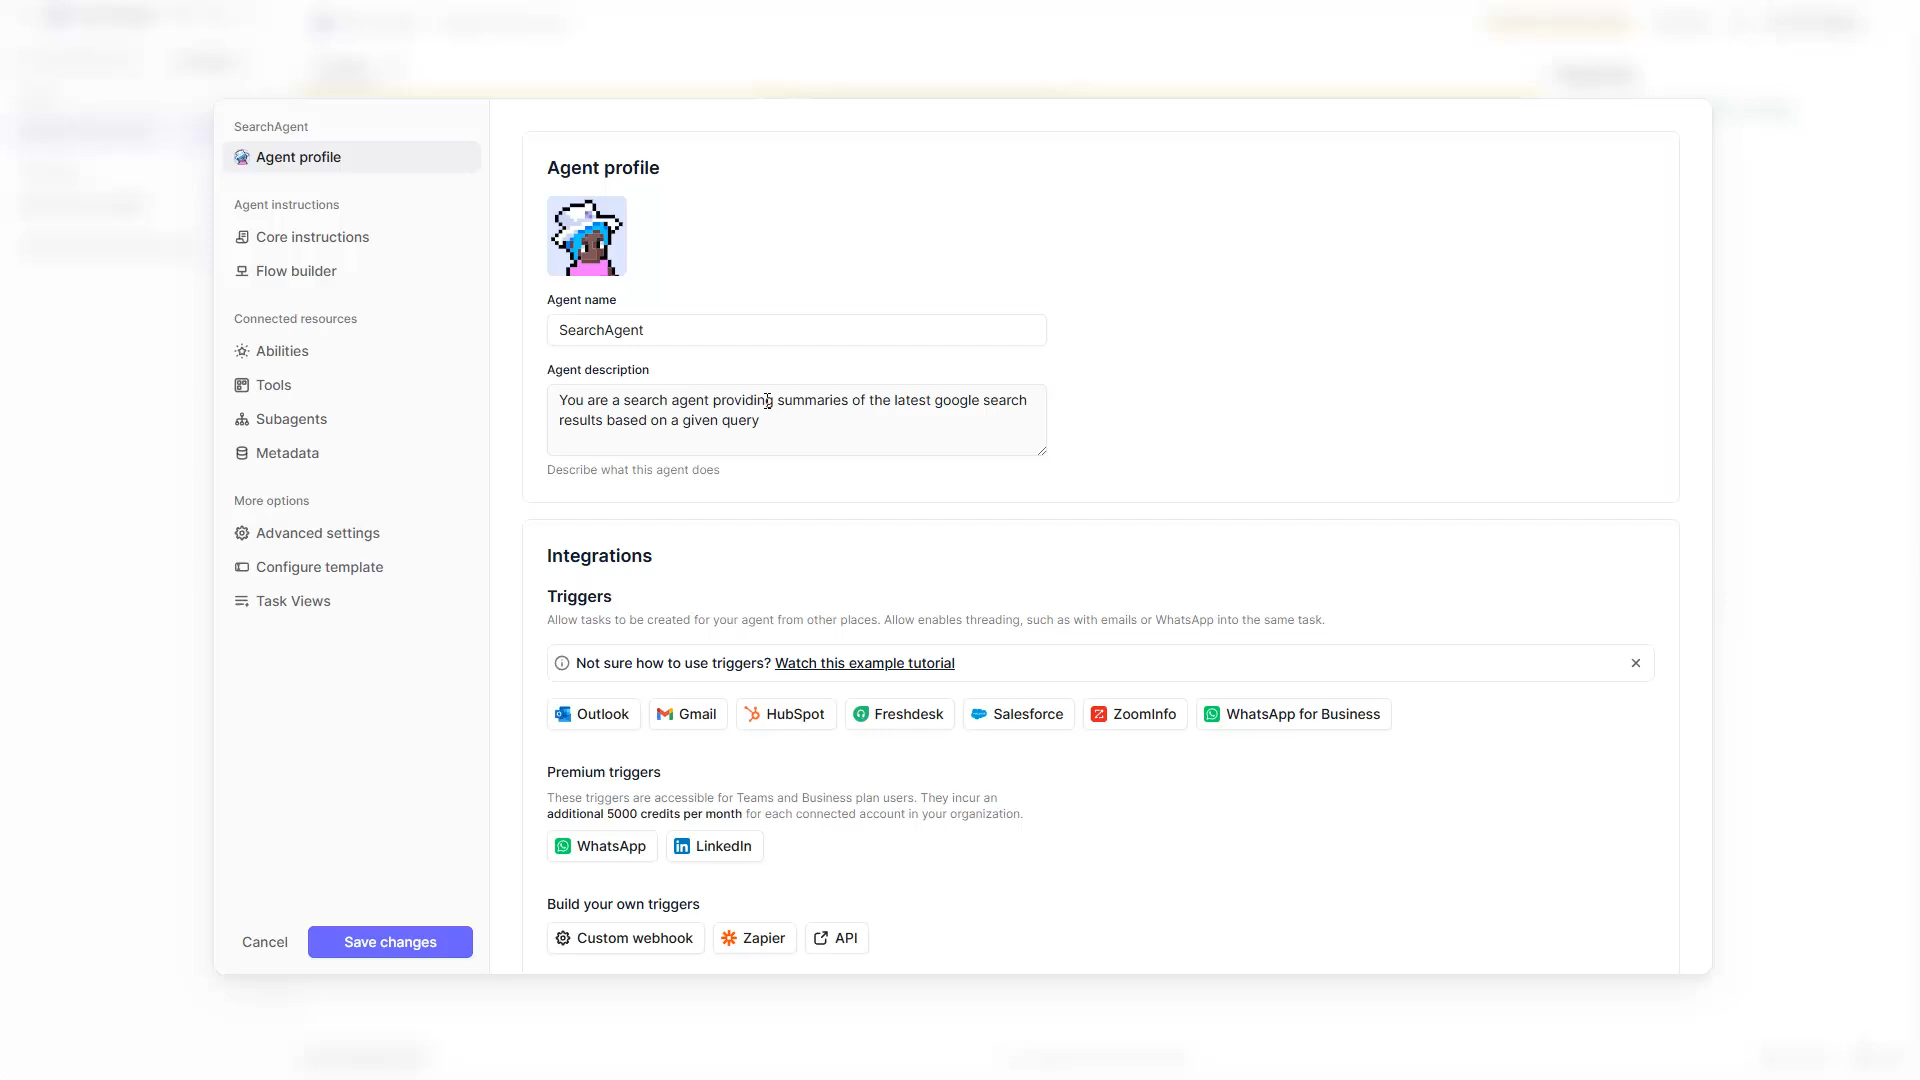 SearchAgent
Agent profile
Agent instructions
Core instructions
Flow builder
Connected resources
Abilities
Tools
Subagents
Metadata
More options
Advanced settings
Configure template
Task Views
Cancel
Save changes
Agent profile
Agent name
SearchAgent
Agent description
You are a search agent providing summaries of the latest google search
results based on a given query
Describe what this agent does
Integrations
Triggers
Allow tasks to be created for your agent from other places. Allow enables threading, such as with emails or WhatsApp into the same task.
Not sure how to use triggers? Watch this example tutorial
Outlook
Gmail
HubSpot
Freshdesk
Salesforce
ZoomInfo
WhatsApp for Business
Premium triggers
These triggers are accessible for Teams and Business plan users. They incur an
additional 5000 credits per month for each connected account in your organization.
WhatsApp
LinkedIn
Build your own triggers
Custom webhook
Zapier
API